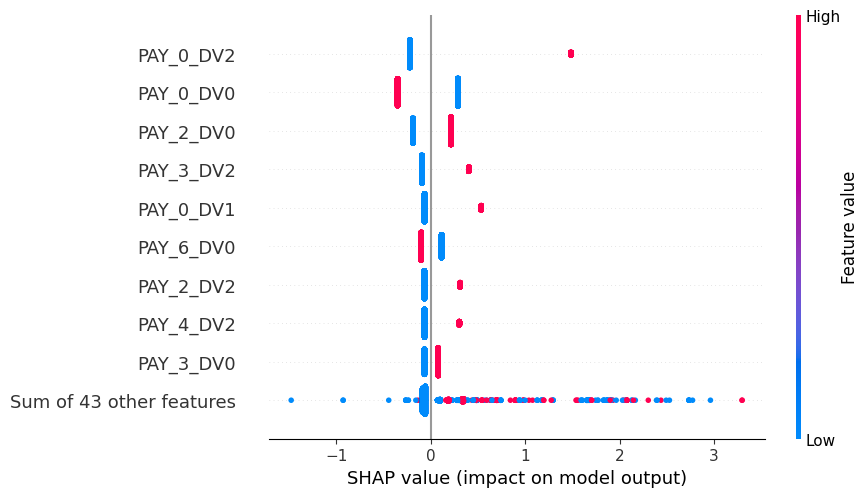 High
PAY_0_DV2
PAY_0_DV0
PAY_2_DV0
PAY_3_DV2
PAY_0_DV1
PAY_6_DV0
PAY_2_DV2
PAY_4_DV2
PAY_3_DV0
Sum of 43 other features
Feature value
Low
−1 0 1 2 3
SHAP value (impact on model output)